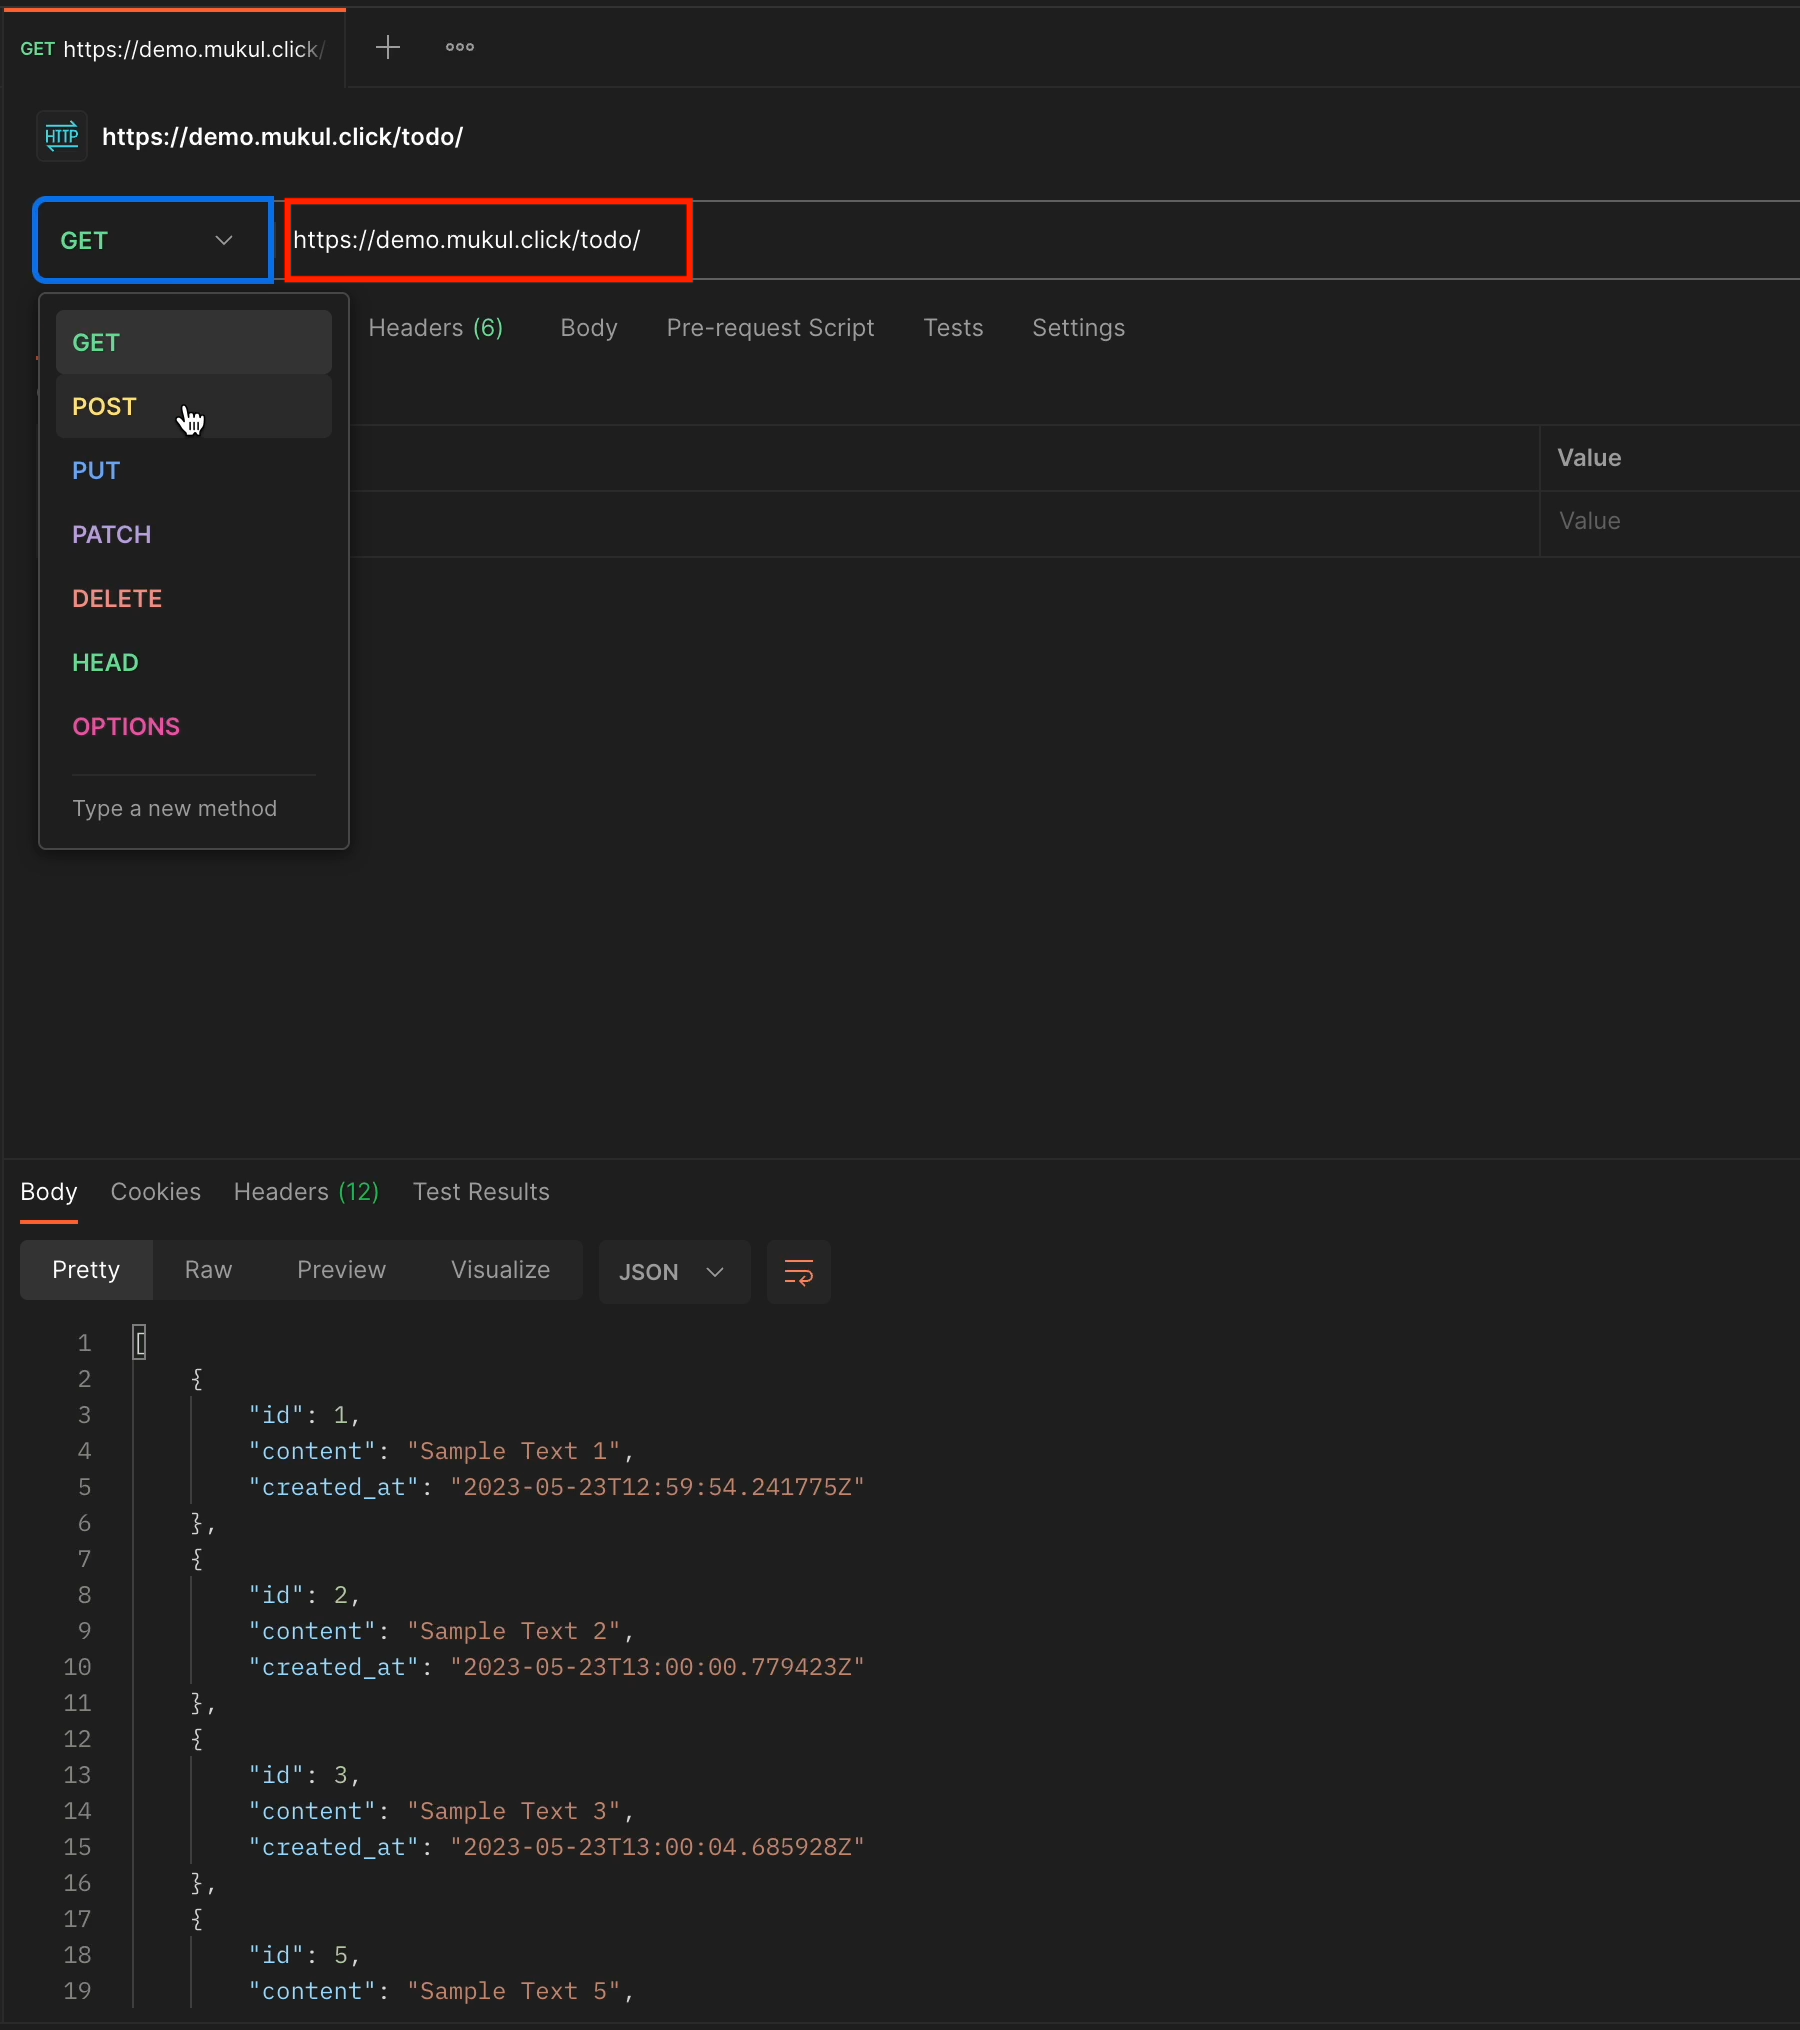 GET https://demo.mukul.click/
HTTP https://demo.mukul.click/todo/
GET https://demo.mukul.click/todo/
Headers (6) Body Pre-request Script Tests Settings
GET
POST
PUT
PATCH
DELETE
HEAD
OPTIONS
Type a new method
Value
Value
Body Cookies Headers (12) Test Results
Pretty Raw Preview Visualize JSON
1 [
2 {
3 "id": 1,
4 "content": "Sample Text 1",
5 "created_at": "2023-05-23T12:59:54.241775Z"
6 },
7 {
8 "id": 2,
9 "content": "Sample Text 2",
10 "created_at": "2023-05-23T13:00:00.779423Z"
11 },
12 {
13 "id": 3,
14 "content": "Sample Text 3",
15 "created_at": "2023-05-23T13:00:04.685928Z"
16 },
17 {
18 "id": 5,
19 "content": "Sample Text 5",